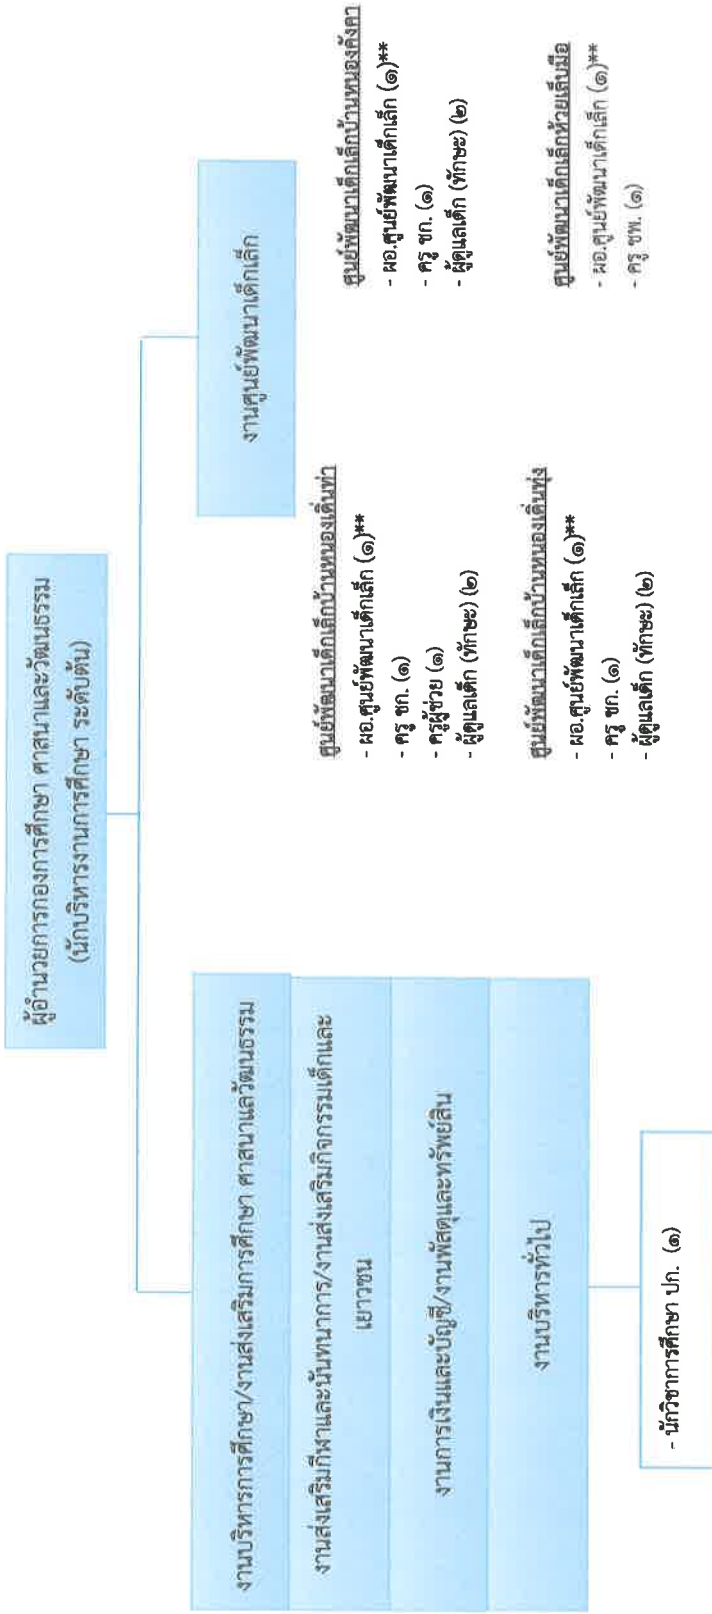 ผู้อำนวยการกองการศึกษา ศาสนาและวัฒนธรรม
(นักบริหารงานการศึกษา ระดับต้น)
งานบริหารการศึกษา/งานส่งเสริมการศึกษา ศาสนาแลวัฒนธรรม
งานส่งเสริมกีฬาและนันทนาการ/งานส่งเสริมกิจกรรมเด็กและ
เยาวชน
งานการเงินและบัญชี/งานพัสดุและทรัพย์สิน
งานบริหารทั่วไป
- นักวิชาการศึกษา ปก. (๑)
งานศูนย์พัฒนาเด็กเล็ก
ศูนย์พัฒนาเด็กเล็กบ้านหนองเดิ่นท่า
- ผอ.ศูนย์พัฒนาเด็กเล็ก (๑)**
- ครู ชก. (๑)
- ครูผู้ช่วย (๑)
- ผู้ดูแลเด็ก (ทักษะ) (๒)
ศูนย์พัฒนาเด็กเล็กบ้านหนองคังคา
- ผอ.ศูนย์พัฒนาเด็กเล็ก (๑)**
- ครู ชก. (๑)
- ผู้ดูแลเด็ก (ทักษะ) (๒)
ศูนย์พัฒนาเด็กเล็กบ้านหนองเดิ่นทุ่ง
- ผอ.ศูนย์พัฒนาเด็กเล็ก (๑)**
- ครู ชก. (๑)
- ผู้ดูแลเด็ก (ทักษะ) (๒)
ศูนย์พัฒนาเด็กเล็กห้วยเล็บมือ
- ผอ.ศูนย์พัฒนาเด็กเล็ก (๑)**
- ครู ชพ. (๑)